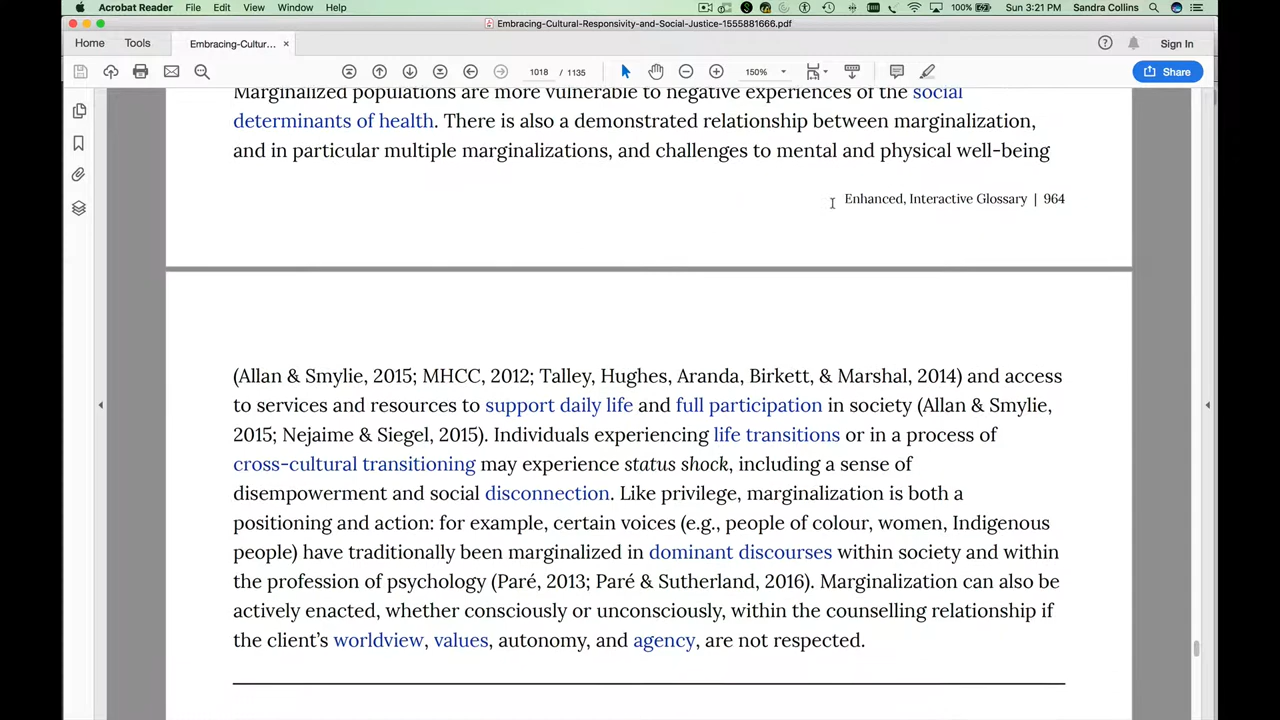 Acrobat Reader File Edit View Window Help 100% Sun 3:21 PM Sandra Collins
Embracing-Cultural-Responsivity-and-Social-Justice-1555881666.pdf
Home Tools Embracing-Cultur... × Sign In
1018 / 1135 150% Share
Marginalized populations are more vulnerable to negative experiences of the social
determinants of health. There is also a demonstrated relationship between marginalization,
and in particular multiple marginalizations, and challenges to mental and physical well-being
Enhanced, Interactive Glossary | 964
(Allan & Smylie, 2015; MHCC, 2012; Talley, Hughes, Aranda, Birkett, & Marshal, 2014) and access
to services and resources to support daily life and full participation in society (Allan & Smylie,
2015; Nejaime & Siegel, 2015). Individuals experiencing life transitions or in a process of
cross-cultural transitioning may experience status shock, including a sense of
disempowerment and social disconnection. Like privilege, marginalization is both a
positioning and action: for example, certain voices (e.g., people of colour, women, Indigenous
people) have traditionally been marginalized in dominant discourses within society and within
the profession of psychology (Paré, 2013; Paré & Sutherland, 2016). Marginalization can also be
actively enacted, whether consciously or unconsciously, within the counselling relationship if
the client's worldview, values, autonomy, and agency, are not respected.